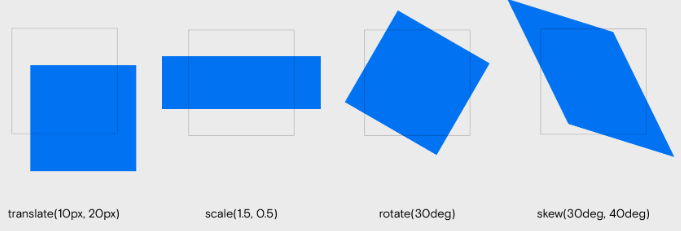 translate(10px, 20px)
scale(1.5, 0.5)
rotate(30deg)
skew(30deg, 40deg)